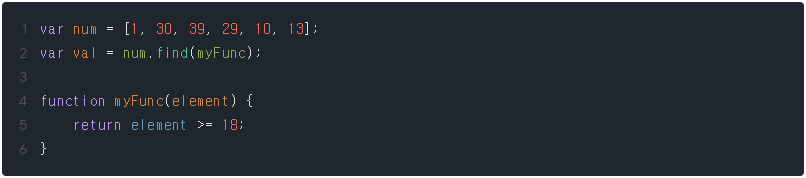 1 var num = [1, 30, 39, 29, 10, 13];
2 var val = num.find(myFunc);
3
4 function myFunc(element) {
5     return element >= 18;
6 }